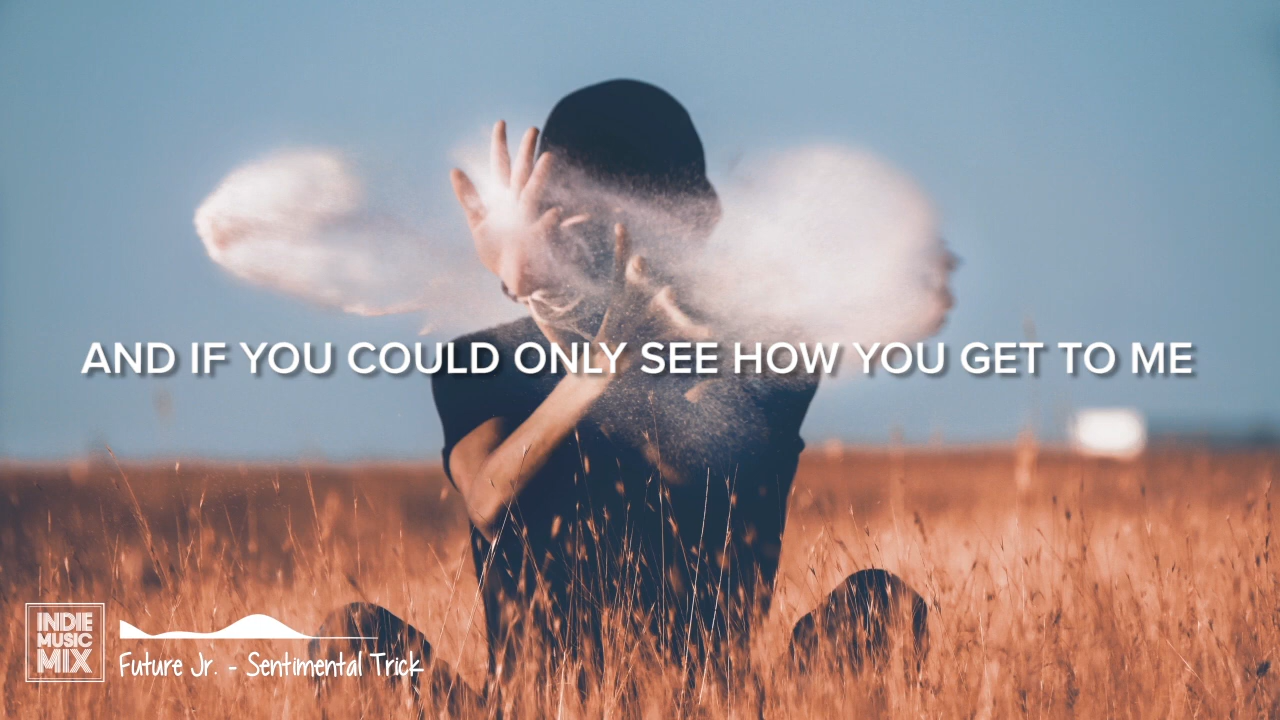 AND IF YOU COULD ONLY SEE HOW YOU GET TO ME
INDIE
MUSIC
MIX
Future Jr. - Sentimental Trick